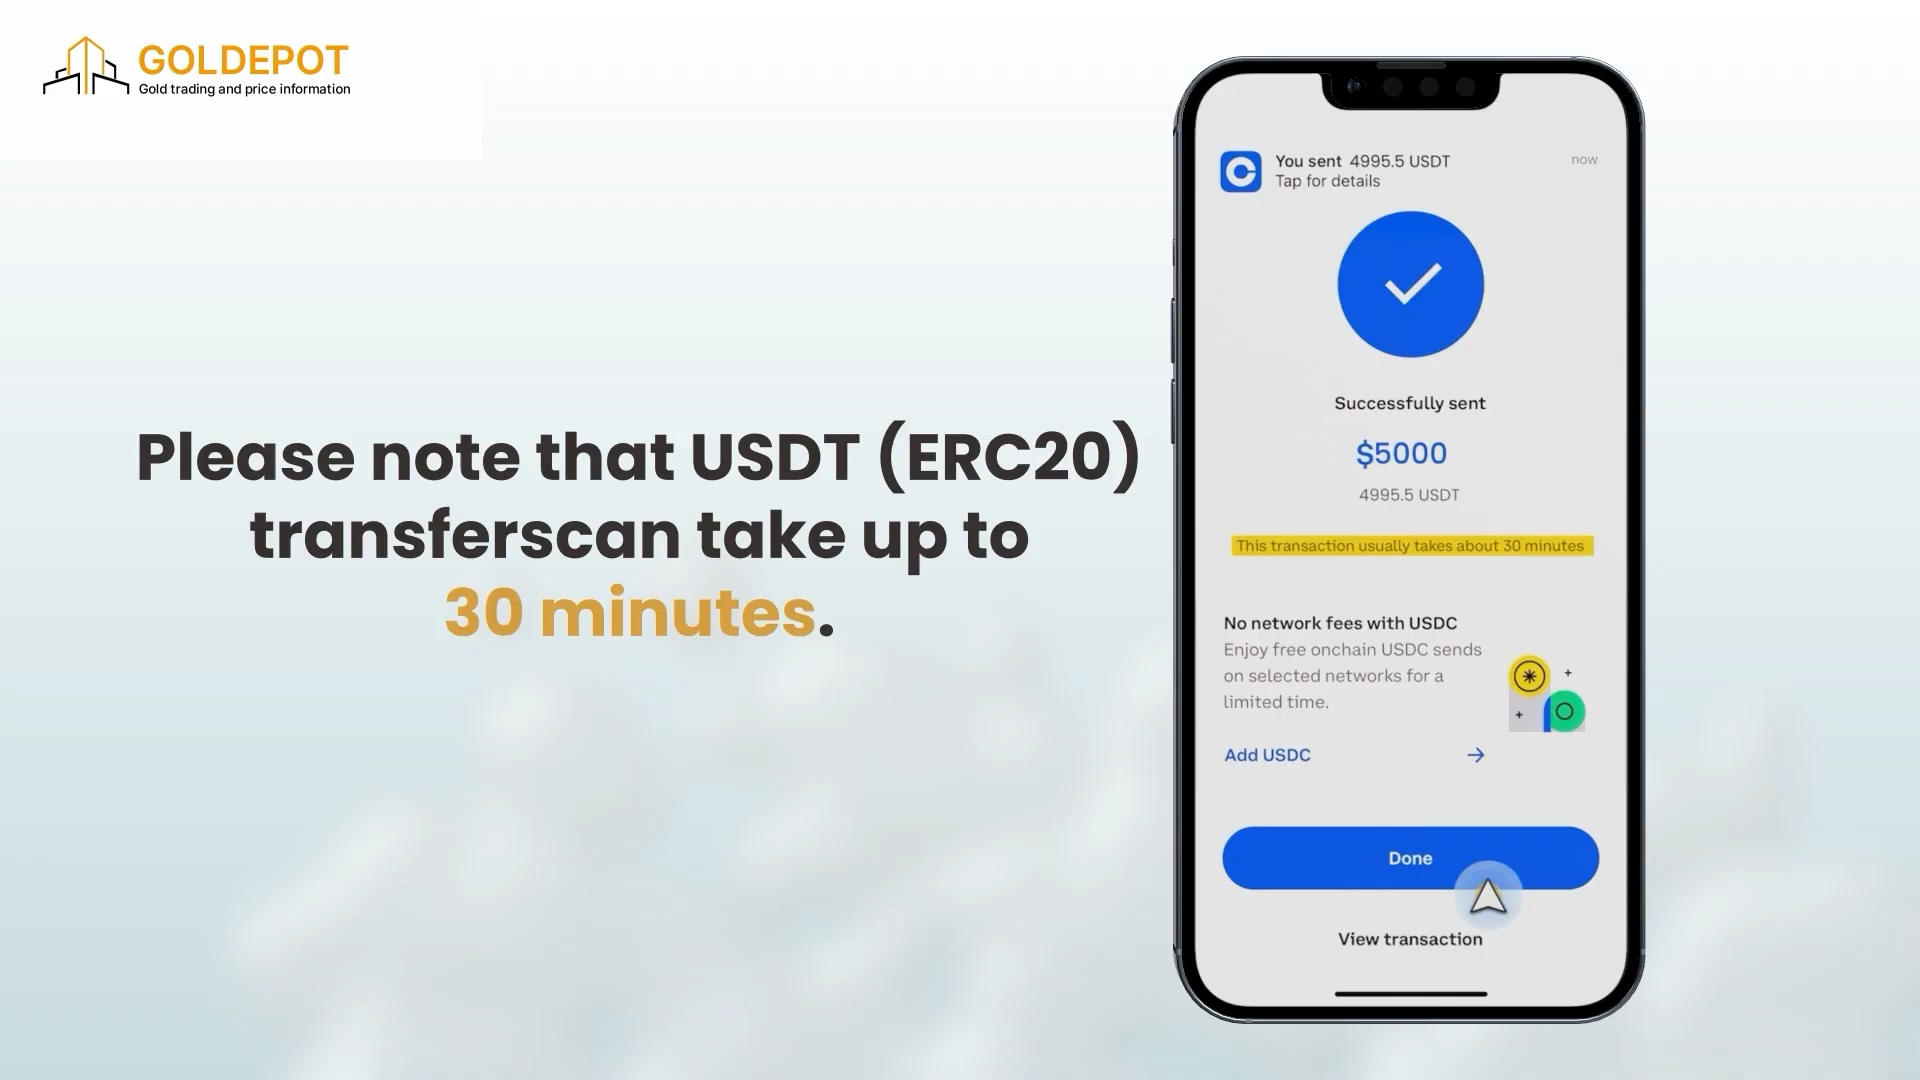 GOLDEPOT
Gold trading and price information
Please note that USDT (ERC20)
transferscan take up to
30 minutes.
You sent 4995.5 USDT
now
Tap for details
Successfully sent
$5000
4995.5 USDT
This transaction usually takes about 30 minutes
No network fees with USDC
Enjoy free onchain USDC sends
on selected networks for a
limited time.
Add USDC
Done
View transaction